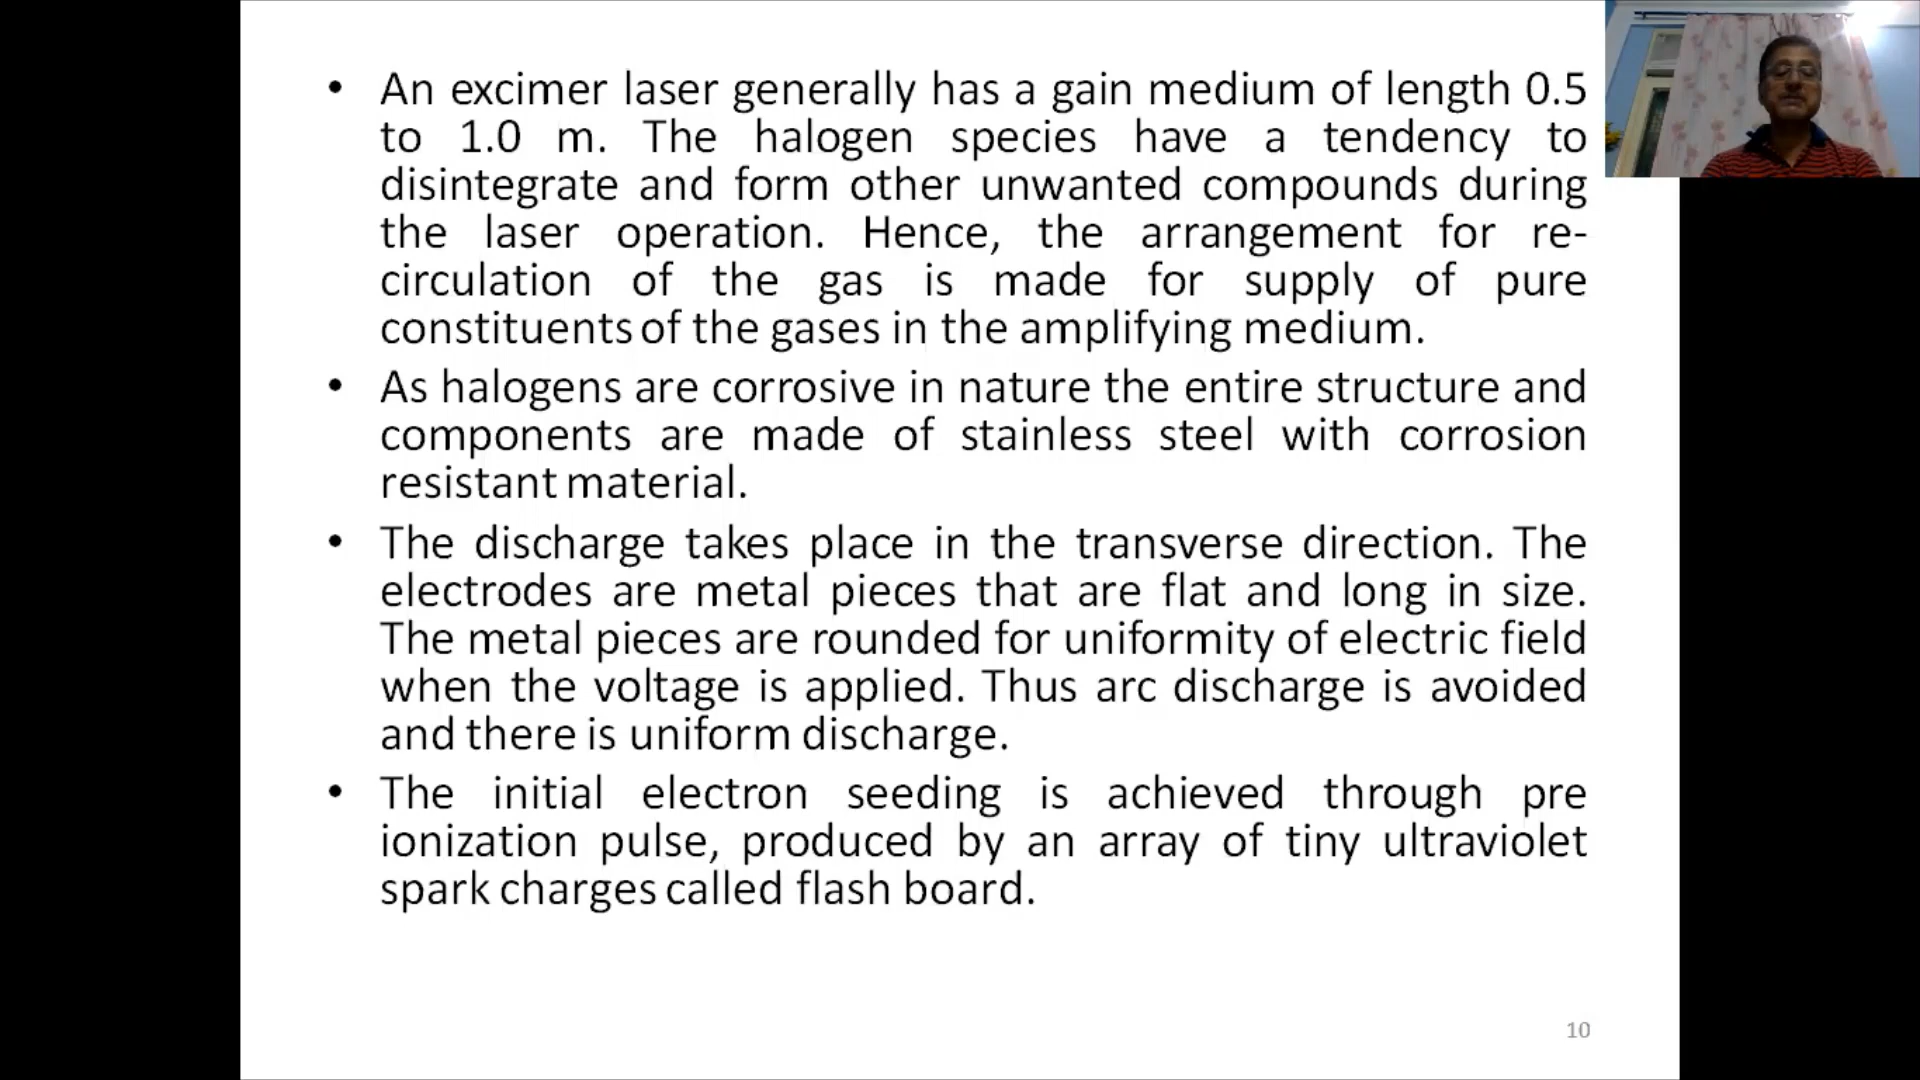 • An excimer laser generally has a gain medium of length 0.5
to 1.0 m. The halogen species have a tendency to
disintegrate and form other unwanted compounds during
the laser operation. Hence, the arrangement for re-
circulation of the gas is made for supply of pure
constituents of the gases in the amplifying medium.
• As halogens are corrosive in nature the entire structure and
components are made of stainless steel with corrosion
resistant material.
• The discharge takes place in the transverse direction. The
electrodes are metal pieces that are flat and long in size.
The metal pieces are rounded for uniformity of electric field
when the voltage is applied. Thus arc discharge is avoided
and there is uniform discharge.
• The initial electron seeding is achieved through pre
ionization pulse, produced by an array of tiny ultraviolet
spark charges called flash board.
10